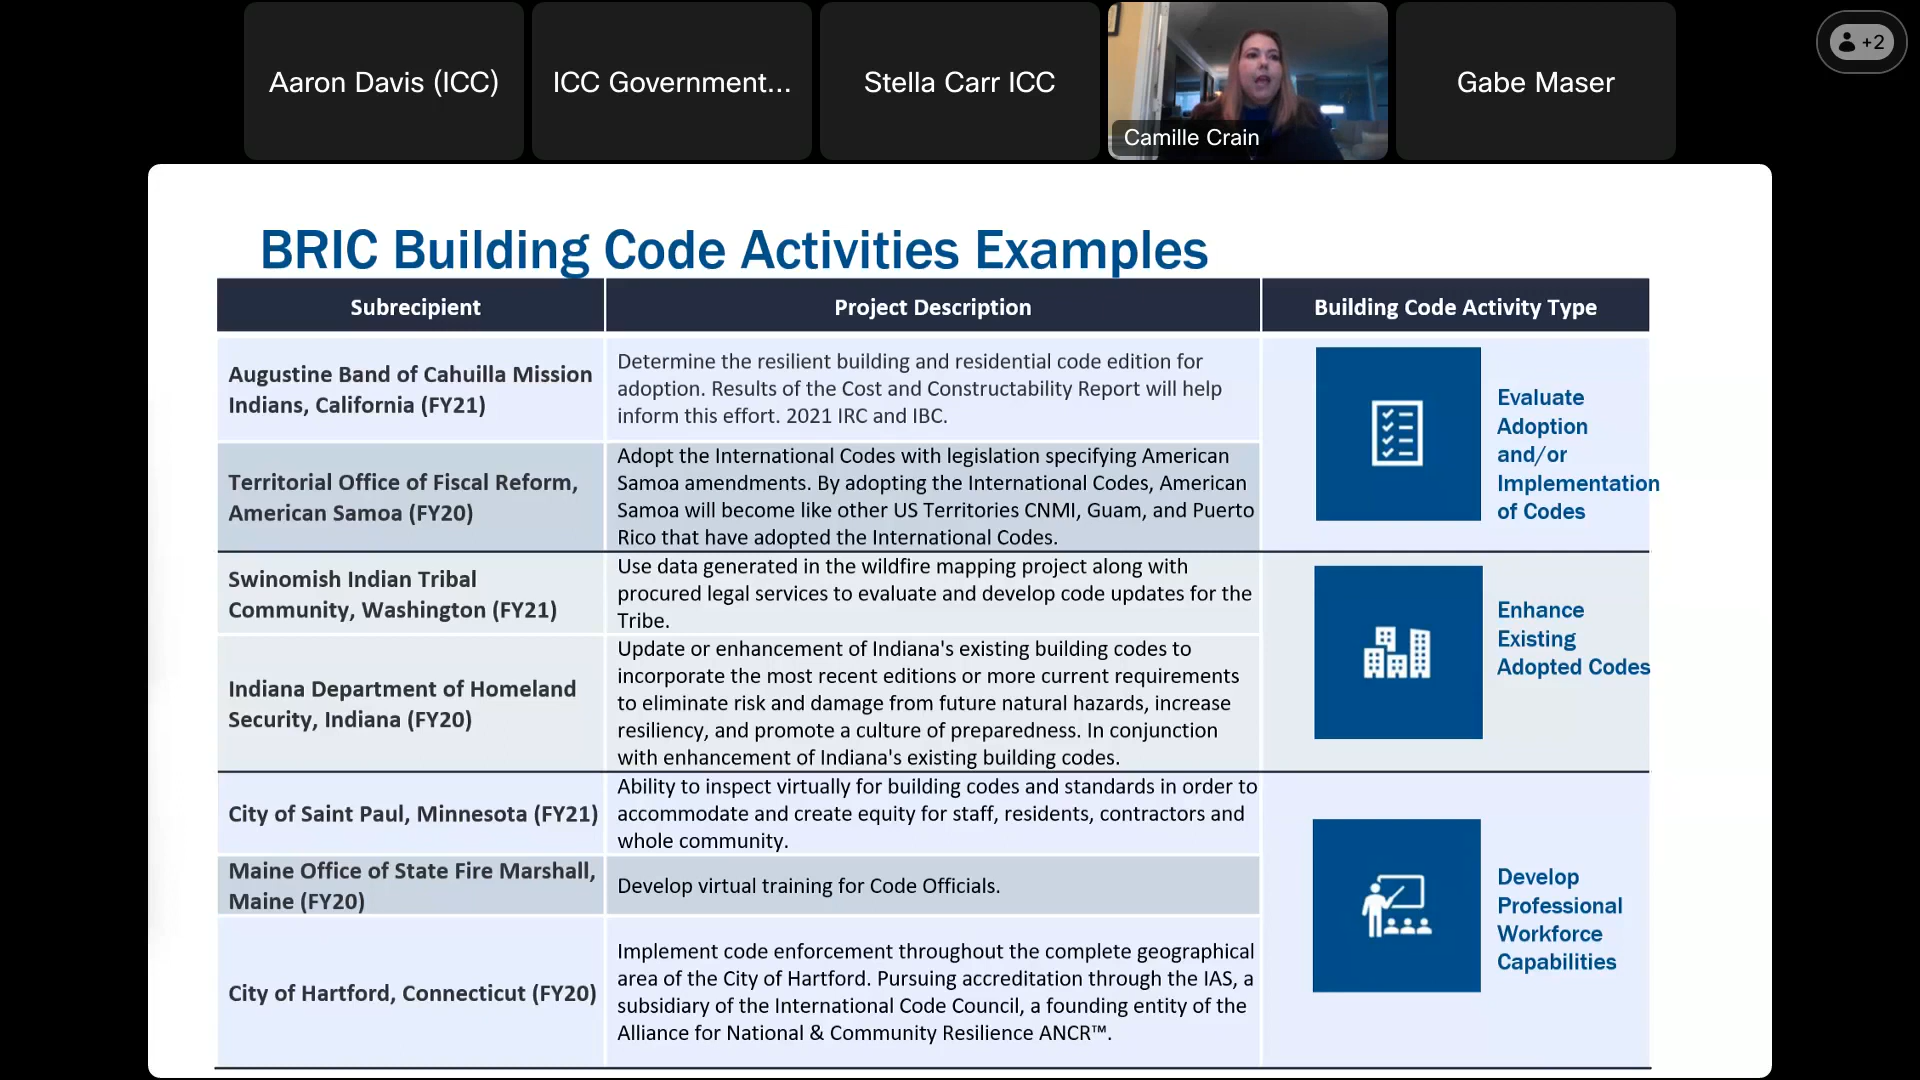 Aaron Davis (ICC)
ICC Government...
Stella Carr ICC
Camille Crain
Gabe Maser
+2
BRIC Building Code Activities Examples
Subrecipient
Project Description
Building Code Activity Type
Augustine Band of Cahuilla Mission
Indians, California (FY21)
Determine the resilient building and residential code edition for
adoption. Results of the Cost and Constructability Report will help
inform this effort. 2021 IRC and IBC.
Evaluate
Adoption
and/or
Implementation
of Codes
Territorial Office of Fiscal Reform,
American Samoa (FY20)
Adopt the International Codes with legislation specifying American
Samoa amendments. By adopting the International Codes, American
Samoa will become like other US Territories CNMI, Guam, and Puerto
Rico that have adopted the International Codes.
Swinomish Indian Tribal
Community, Washington (FY21)
Use data generated in the wildfire mapping project along with
procured legal services to evaluate and develop code updates for the
Tribe.
Enhance
Existing
Adopted Codes
Indiana Department of Homeland
Security, Indiana (FY20)
Update or enhancement of Indiana's existing building codes to
incorporate the most recent editions or more current requirements
to eliminate risk and damage from future natural hazards, increase
resiliency, and promote a culture of preparedness. In conjunction
with enhancement of Indiana's existing building codes.
City of Saint Paul, Minnesota (FY21)
Ability to inspect virtually for building codes and standards in order to
accommodate and create equity for staff, residents, contractors and
whole community.
Develop
Professional
Workforce
Capabilities
Maine Office of State Fire Marshall,
Maine (FY20)
Develop virtual training for Code Officials.
City of Hartford, Connecticut (FY20)
Implement code enforcement throughout the complete geographical
area of the City of Hartford. Pursuing accreditation through the IAS, a
subsidiary of the International Code Council, a founding entity of the
Alliance for National & Community Resilience ANCR™.